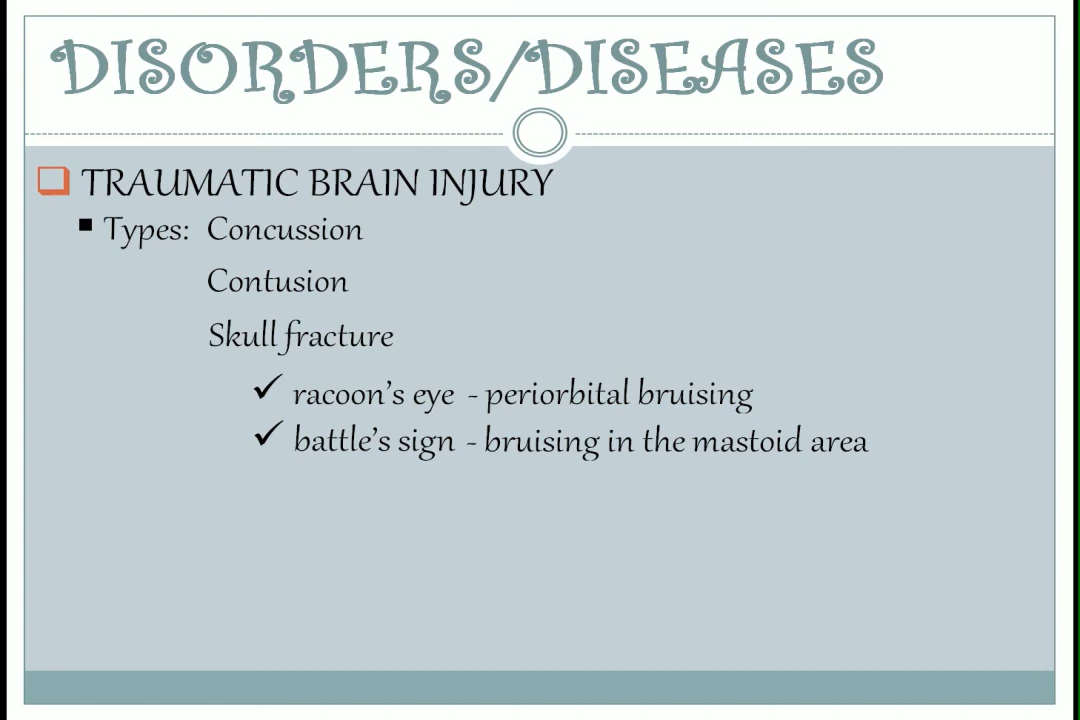 DISORDERS/DISEASES
TRAUMATIC BRAIN INJURY
Types: Concussion
Contusion
Skull fracture
racoon's eye - periorbital bruising
battle's sign - bruising in the mastoid area